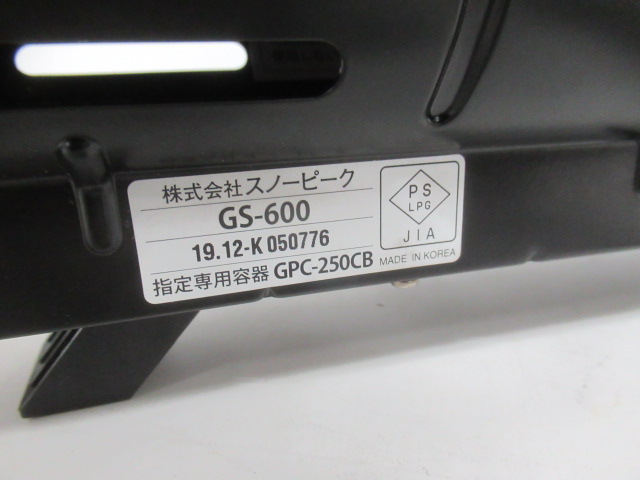 株式会社スノーピーク
GS-600
19.12-K 050776
指定専用容器 GPC-250CB
PS
LPG
JIA
MADE IN KOREA